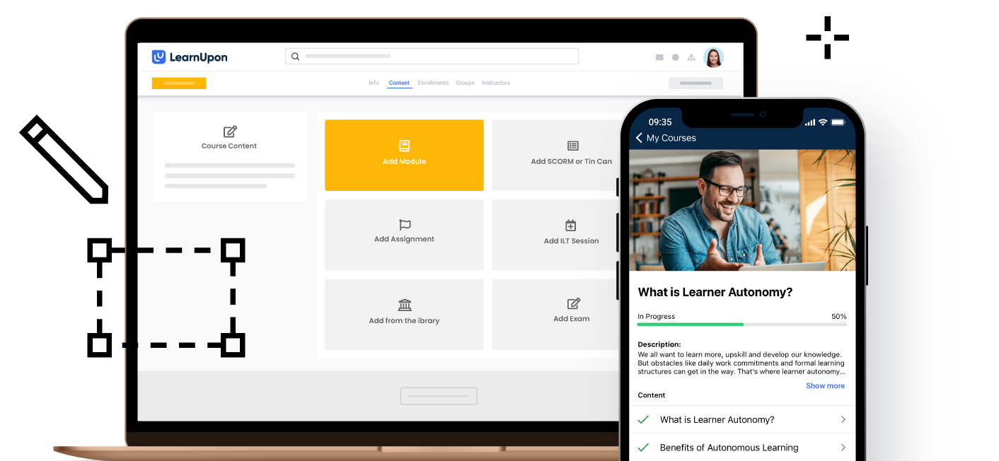 LearnUpon
Info Content Enrollments Groups Instructors
Course Content
Add Module
Add SCORM or Tin Can
Add Assignment
Add ILT Session
Add from the ibrary
Add Exam
09:35
My Courses
What is Learner Autonomy?
In Progress 50%
Description:
We all want to learn more, upskill and develop our knowledge.
But obstacles like daily work commitments and formal learning
structures can get in the way. That’s where learner autonomy...
Show more
Content
What is Learner Autonomy?
Benefits of Autonomous Learning